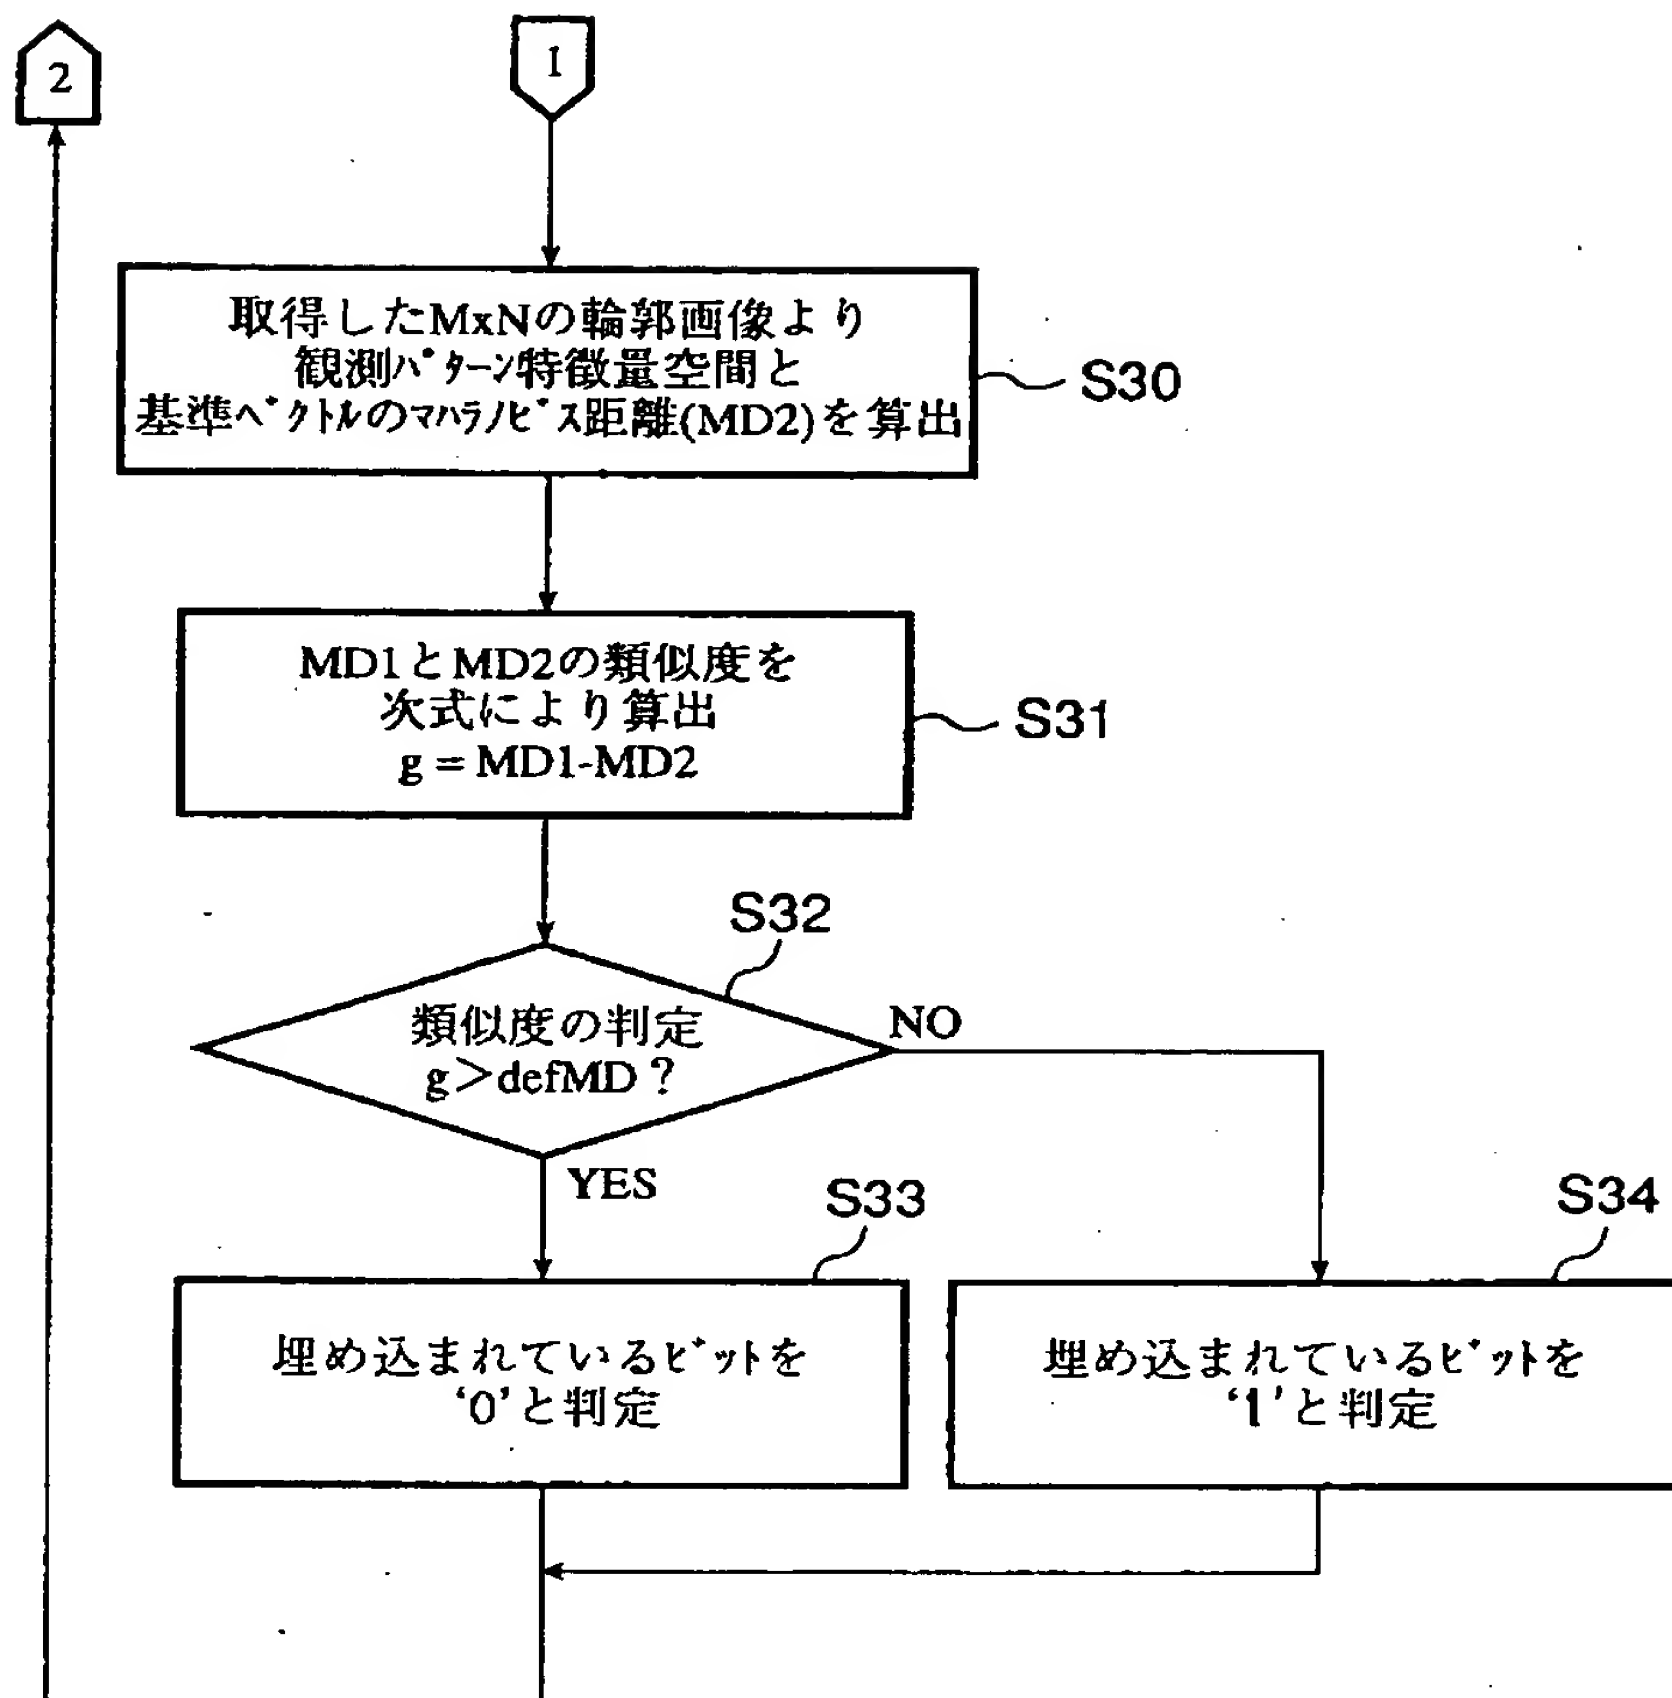 2
1
取得したMxNの輪郭画像より
観測ﾊﾟﾀｰﾝ特徴量空間と
基準ﾍﾞｸﾄﾙのﾏﾊﾗﾉﾋﾞｽ距離(MD2)を算出
S30
MD1とMD2の類似度を
次式により算出
g = MD1-MD2
S31
S32
類似度の判定
g＞defMD？
NO
YES
S33
S34
埋め込まれているﾋﾞｯﾄを
‘0’と判定
埋め込まれているﾋﾞｯﾄを
‘1’と判定